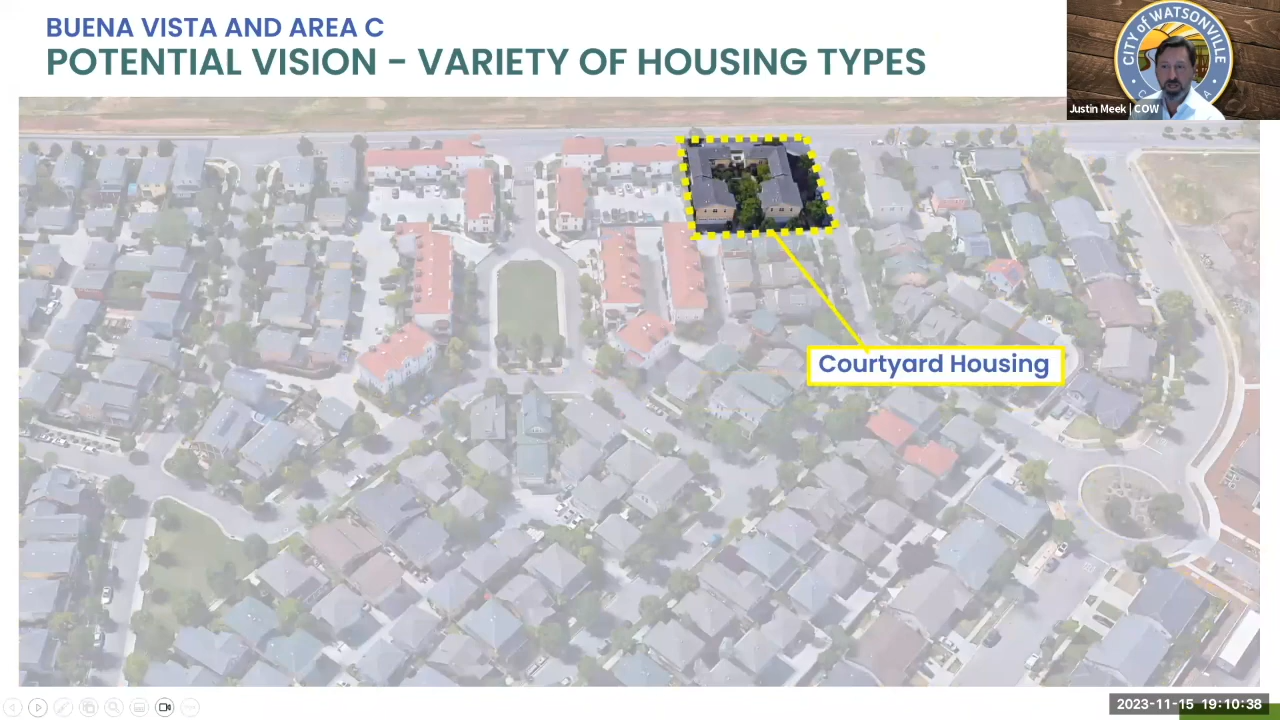 BUENA VISTA AND AREA C
POTENTIAL VISION - VARIETY OF HOUSING TYPES
CITY of WATSONVILLE
Justin Meek | COW
Courtyard Housing
2023-11-15 19:10:38